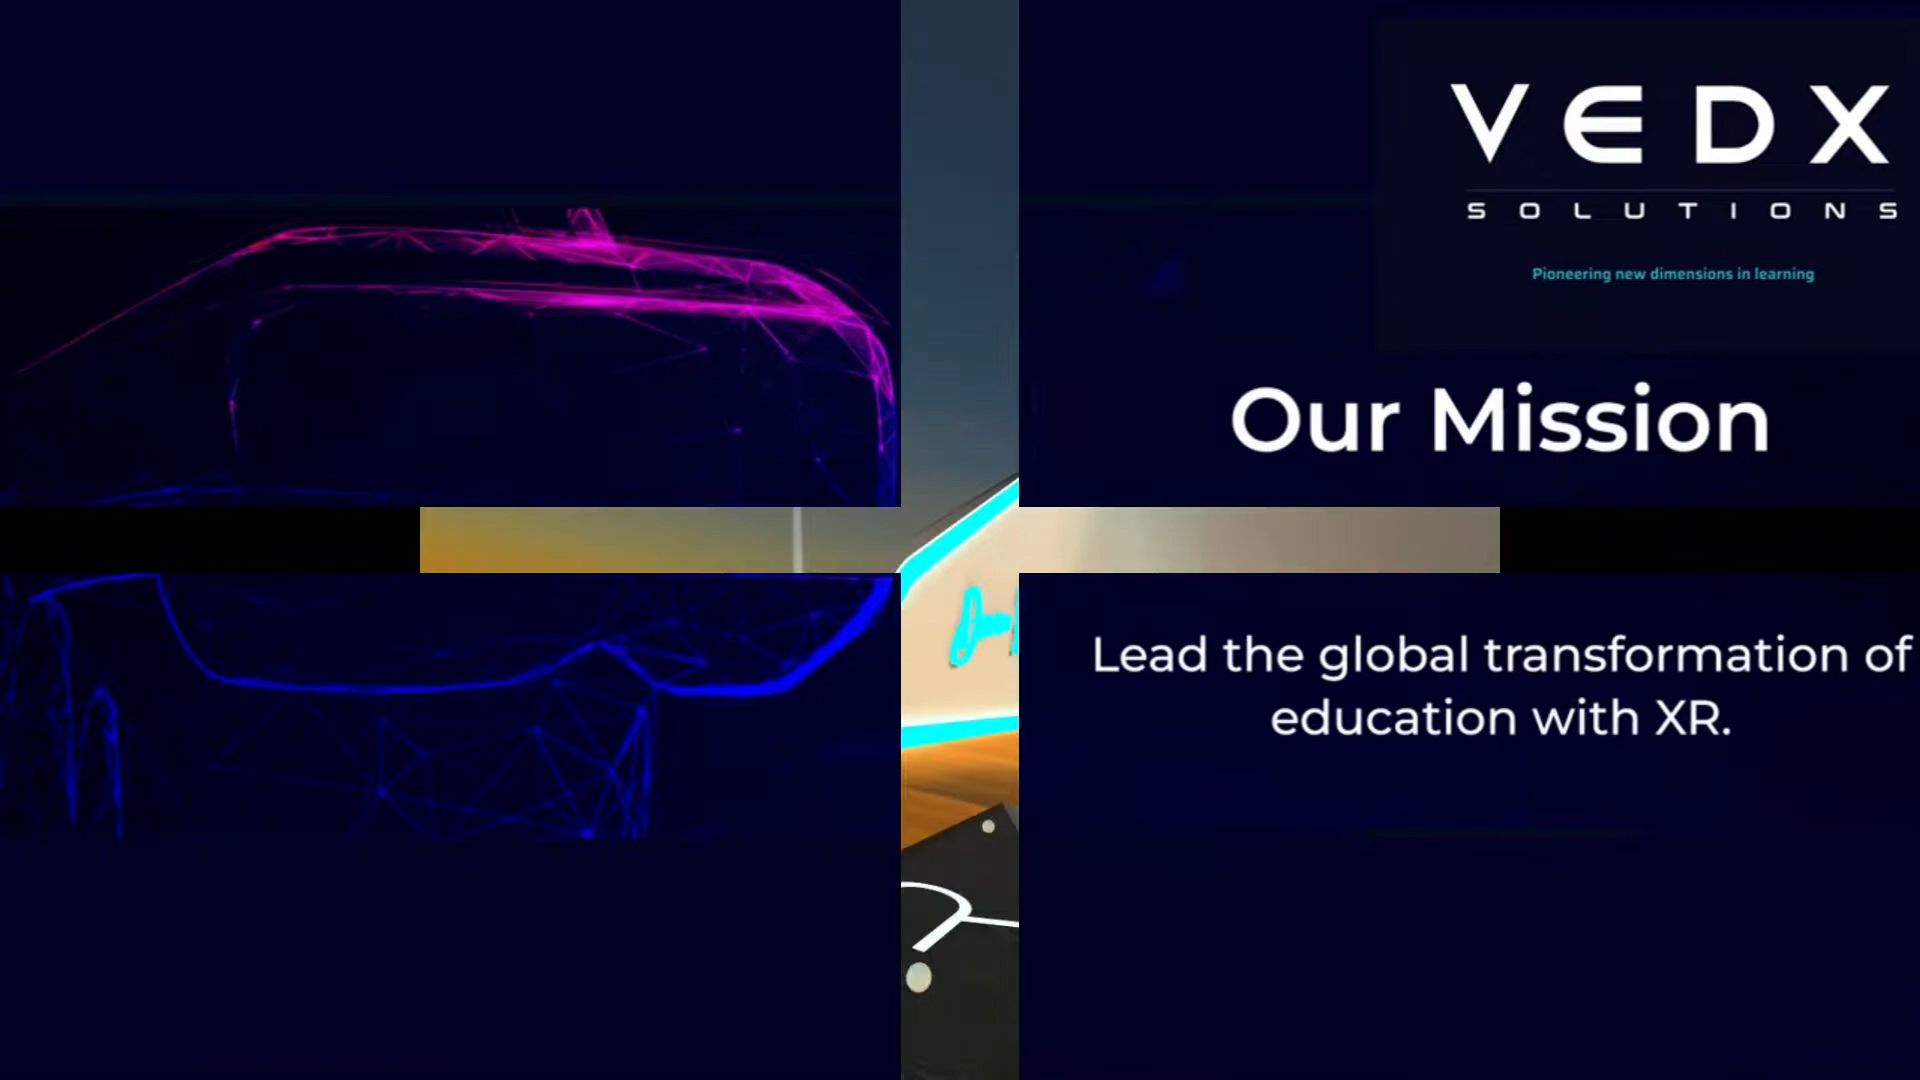 VEDX
SOLUTIONS
Pioneering new dimensions in learning
Our Mission
Lead the global transformation of
education with XR.